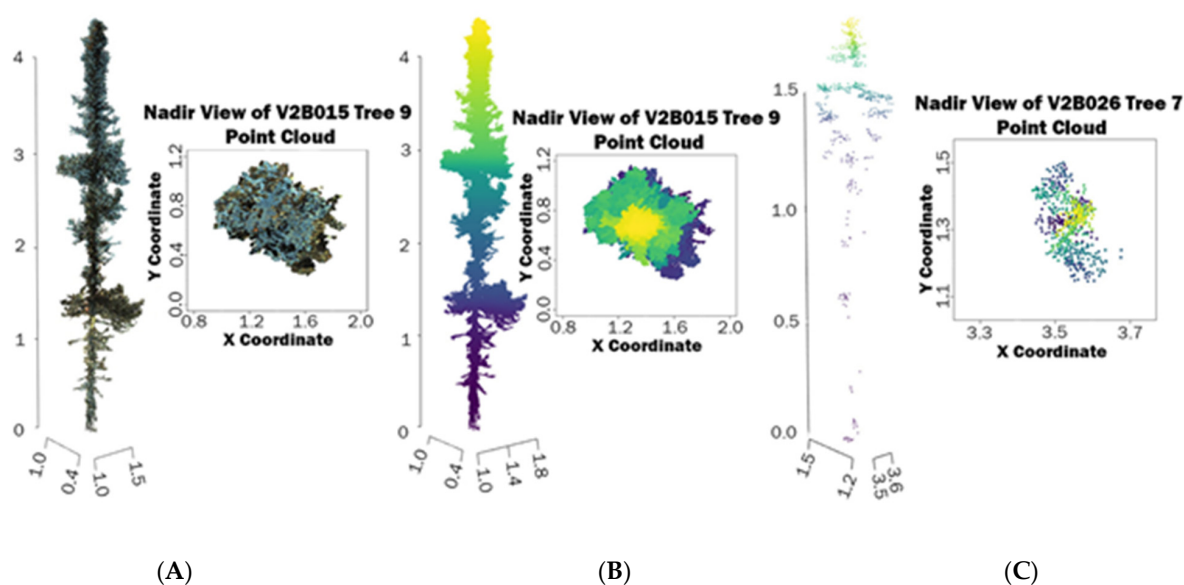 4
3
2
1
0
1.0
0.4
1.0
1.5
Nadir View of V2B015 Tree 9
Point Cloud
Y Coordinate
1.2
0.8
0.4
0.0
0.8 1.2 1.6 2.0
X Coordinate
(A)
4
3
2
1
0
1.0
0.4
1.0
1.4
1.8
Nadir View of V2B015 Tree 9
Point Cloud
Y Coordinate
1.2
0.8
0.4
0.0
0.8 1.2 1.6 2.0
X Coordinate
(B)
1.5
1.0
0.5
0.0
1.5
1.2
3.5
3.6
Nadir View of V2B026 Tree 7
Point Cloud
Y Coordinate
1.5
1.3
1.1
3.3 3.5 3.7
X Coordinate
(C)